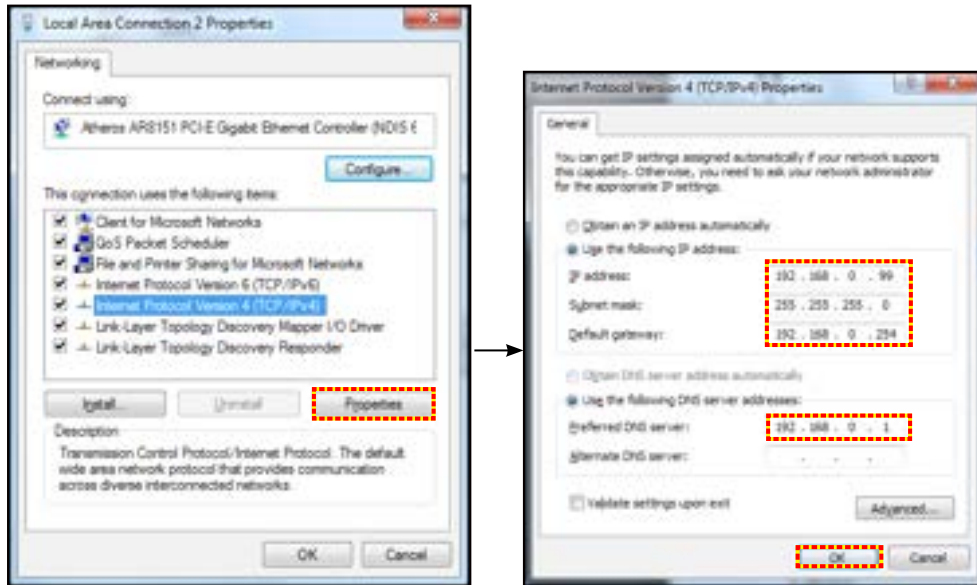 Local Area Connection 2 Properties
Networking
Connect using:
Atheros AR8151 PCI-E Gigabit Ethernet Controller (NDIS 6
Configure...
This connection uses the following items:
Client for Microsoft Networks
QoS Packet Scheduler
File and Printer Sharing for Microsoft Networks
Internet Protocol Version 6 (TCP/IPv6)
Internet Protocol Version 4 (TCP/IPv4)
Link-Layer Topology Discovery Mapper I/O Driver
Link-Layer Topology Discovery Responder
Install...
Uninstall
Properties
Description
Transmission Control Protocol/Internet Protocol. The default
wide area network protocol that provides communication
across diverse interconnected networks.
OK
Cancel
Internet Protocol Version 4 (TCP/IPv4) Properties
General
You can get IP settings assigned automatically if your network supports
this capability. Otherwise, you need to ask your network administrator
for the appropriate IP settings.
Obtain an IP address automatically
Use the following IP address:
IP address: 192 . 168 . 0 . 99
Subnet mask: 255 . 255 . 255 . 0
Default gateway: 192 . 168 . 0 . 254
Obtain DNS server address automatically
Use the following DNS server addresses:
Preferred DNS server: 192 . 168 . 0 . 1
Alternate DNS server: . . .
Validate settings upon exit
Advanced...
OK
Cancel